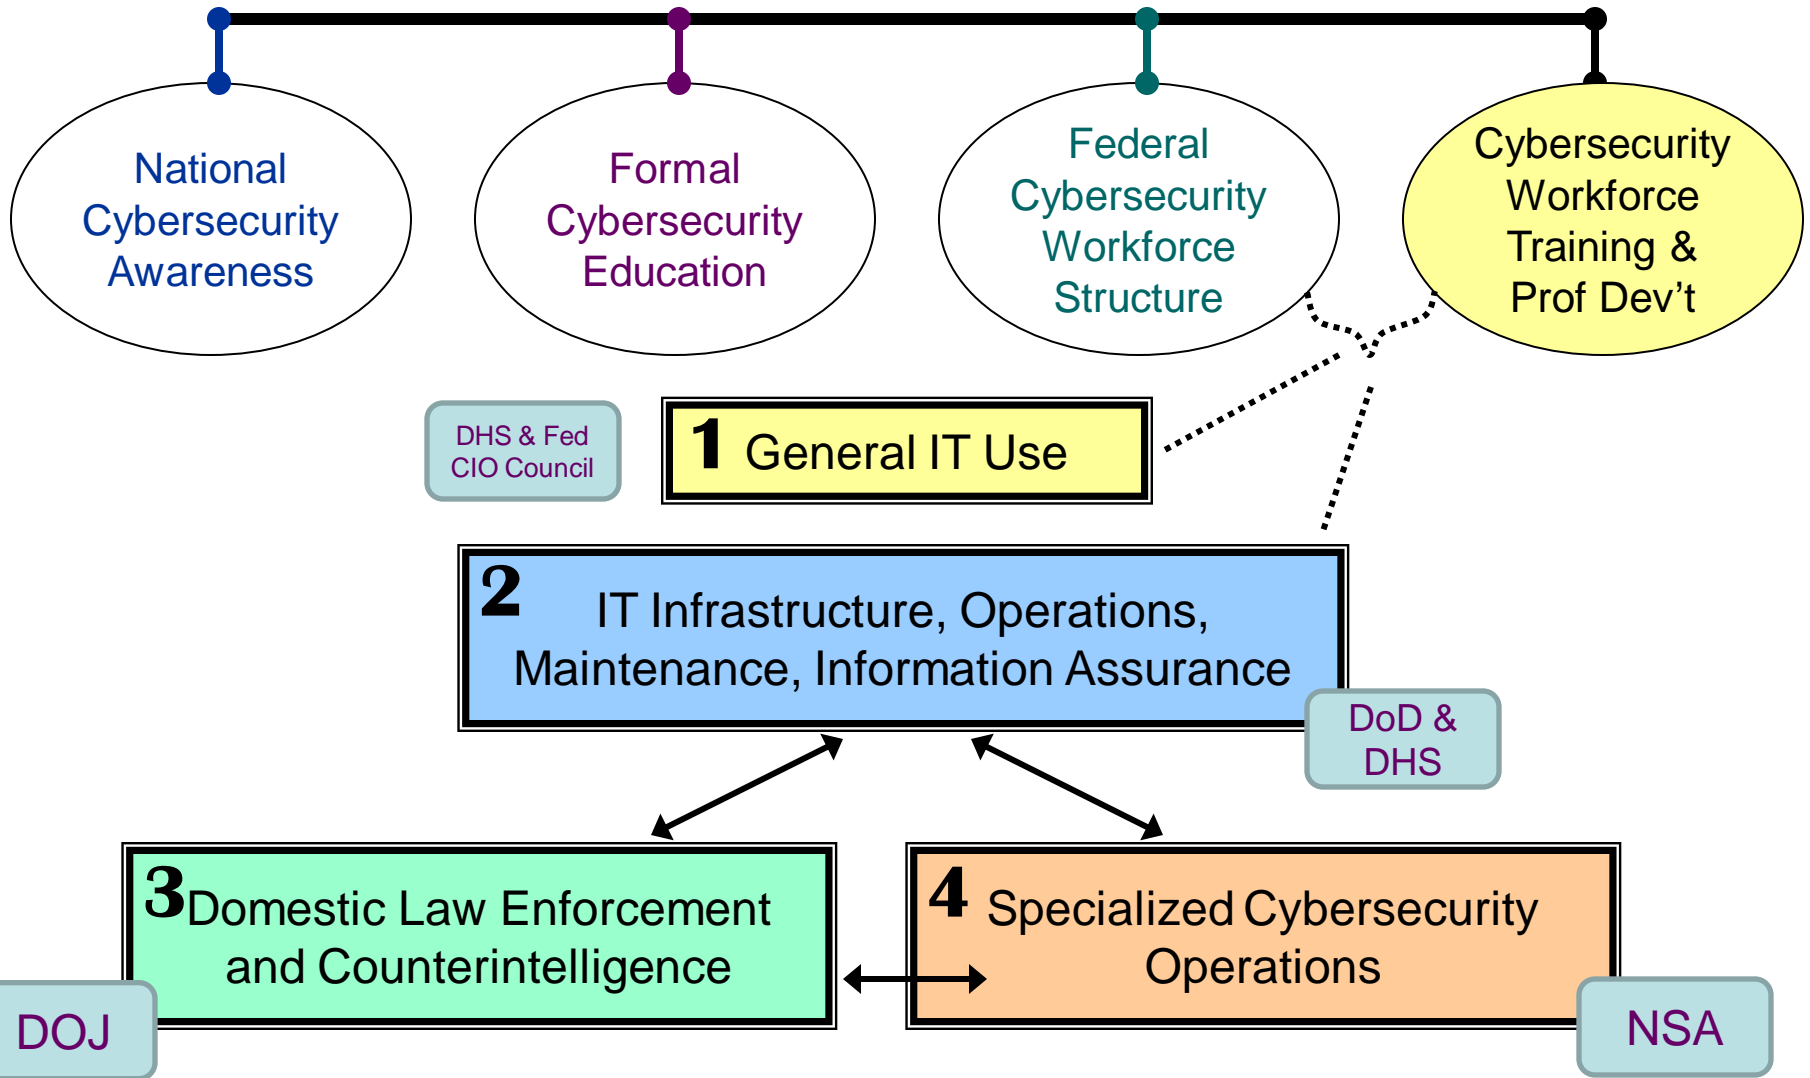 National
Cybersecurity
Awareness
Formal
Cybersecurity
Education
Federal
Cybersecurity
Workforce
Structure
Cybersecurity
Workforce
Training &
Prof Dev’t
DHS & Fed
CIO Council
1 General IT Use
2 IT Infrastructure, Operations,
Maintenance, Information Assurance
DoD &
DHS
3 Domestic Law Enforcement
and Counterintelligence
DOJ
4 Specialized Cybersecurity
Operations
NSA